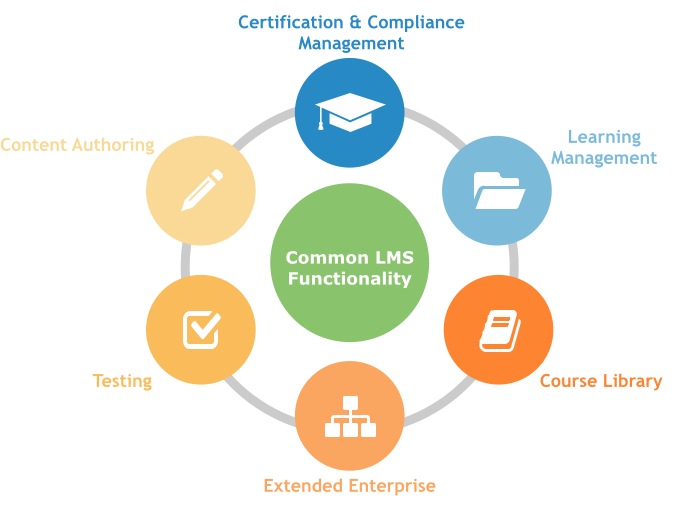 Certification & Compliance
Management
Content Authoring
Learning
Management
Common LMS
Functionality
Testing
Course Library
Extended Enterprise